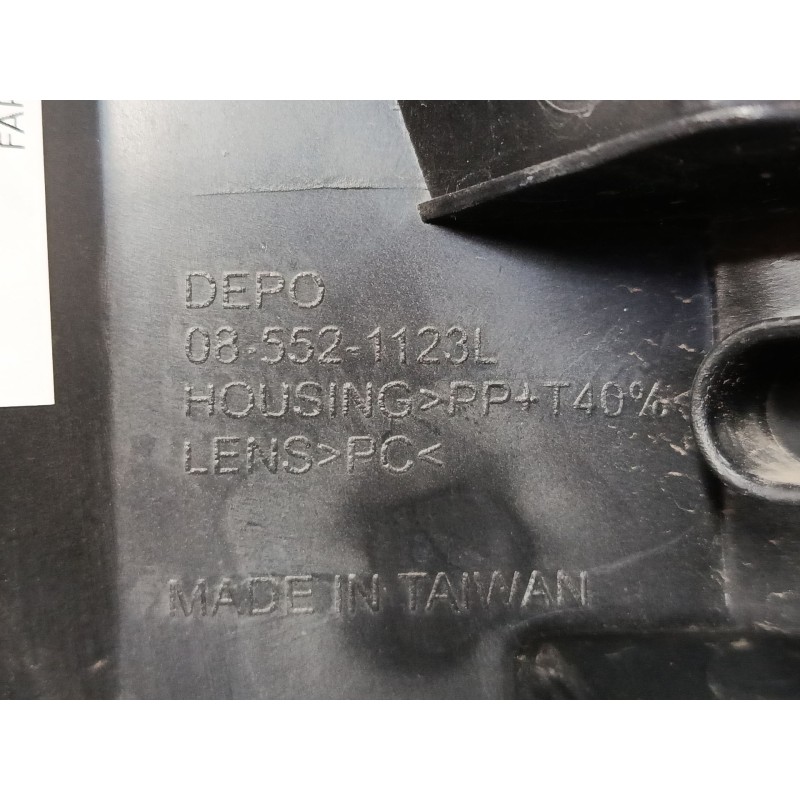 DEPO
08-552-1123L
HOUSING>PP+T40%<
LENS>PC<
MADE IN TAIWAN